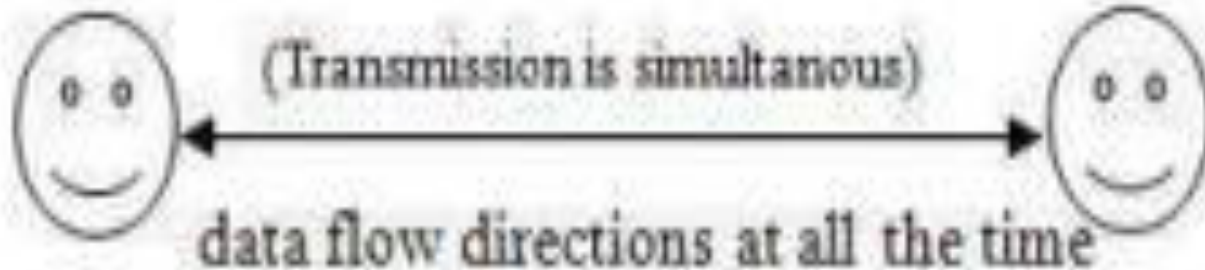 (Transmission is simultanous)
data flow directions at all the time